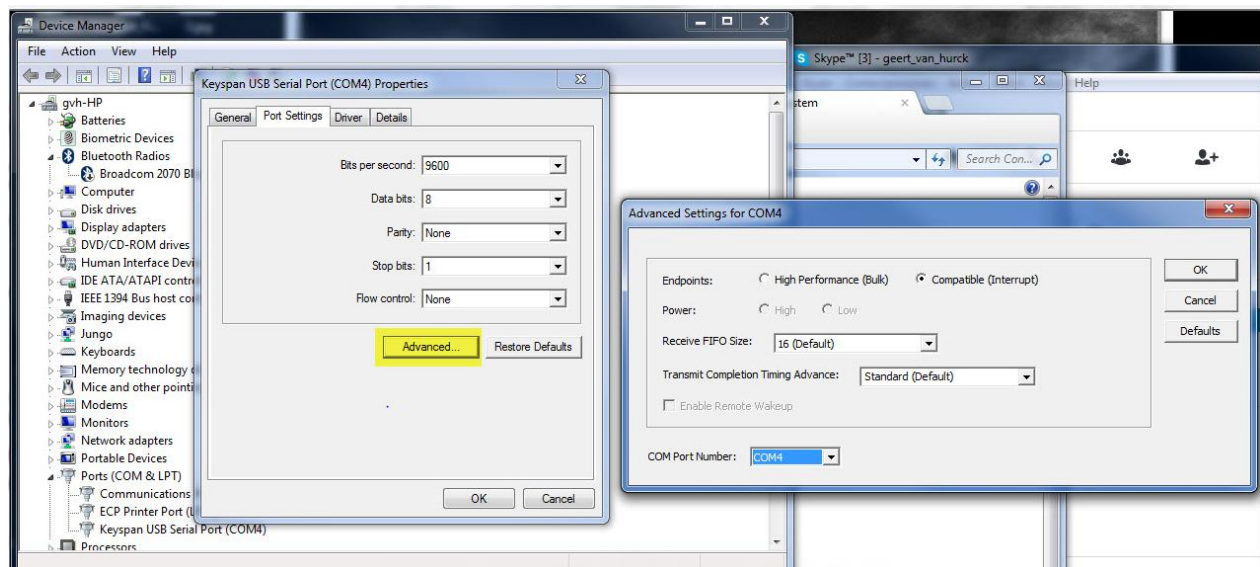 Device Manager
File Action View Help
gvh-HP
Batteries
Biometric Devices
Bluetooth Radios
Broadcom 2070 Bl
Computer
Disk drives
Display adapters
DVD/CD-ROM drives
Human Interface Devi
IDE ATA/ATAPI contr
IEEE 1394 Bus host co
Imaging devices
Jungo
Keyboards
Memory technology
Mice and other pointi
Modems
Monitors
Network adapters
Portable Devices
Ports (COM & LPT)
Communications
ECP Printer Port (L
Keyspan USB Serial Port (COM4)
Processors
Keyspan USB Serial Port (COM4) Properties
General Port Settings Driver Details
Bits per second: 9600
Data bits: 8
Parity: None
Stop bits: 1
Flow control: None
Advanced... Restore Defaults
OK Cancel
Skype™ [3] - geert_van_hurck
stem
Help
Search Con...
Advanced Settings for COM4
Endpoints: High Performance (Bulk) Compatible (Interrupt)
Power: High Low
Receive FIFO Size: 16 (Default)
Transmit Completion Timing Advance: Standard (Default)
Enable Remote Wakeup
COM Port Number: COM4
OK
Cancel
Defaults